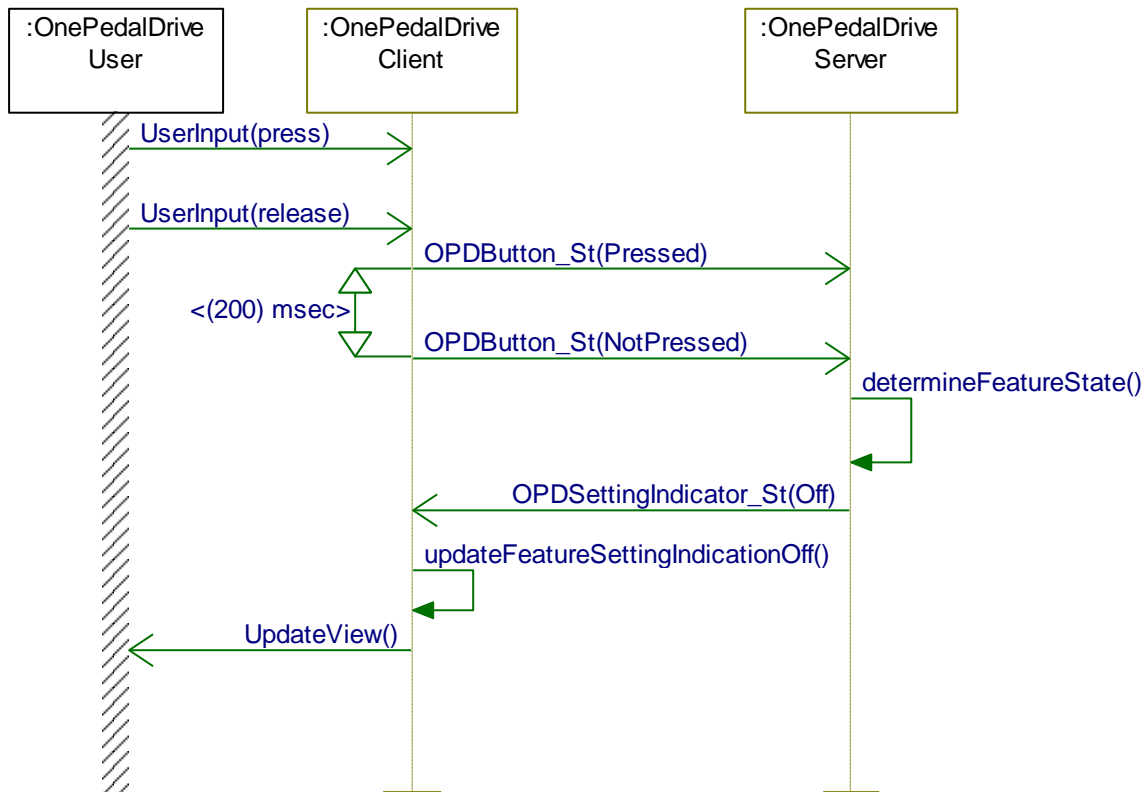 :OnePedalDrive
User
:OnePedalDrive
Client
:OnePedalDrive
Server
UserInput(press)
UserInput(release)
OPDButton_St(Pressed)
<(200) msec>
OPDButton_St(NotPressed)
determineFeatureState()
OPDSettingIndicator_St(Off)
updateFeatureSettingIndicationOff()
UpdateView()